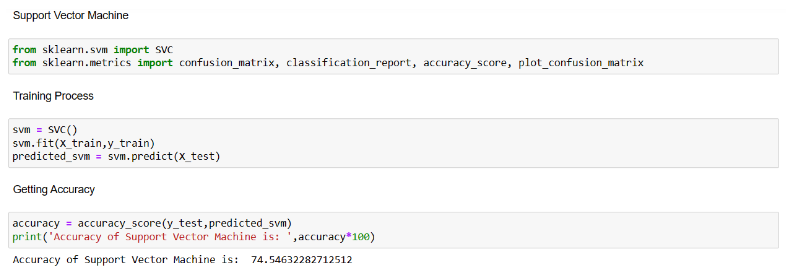 Support Vector Machine
from sklearn.svm import SVC
from sklearn.metrics import confusion_matrix, classification_report, accuracy_score, plot_confusion_matrix
Training Process
svm = SVC()
svm.fit(X_train,y_train)
predicted_svm = svm.predict(X_test)
Getting Accuracy
accuracy = accuracy_score(y_test,predicted_svm)
print('Accuracy of Support Vector Machine is: ',accuracy*100)
Accuracy of Support Vector Machine is:  74.54632282712512